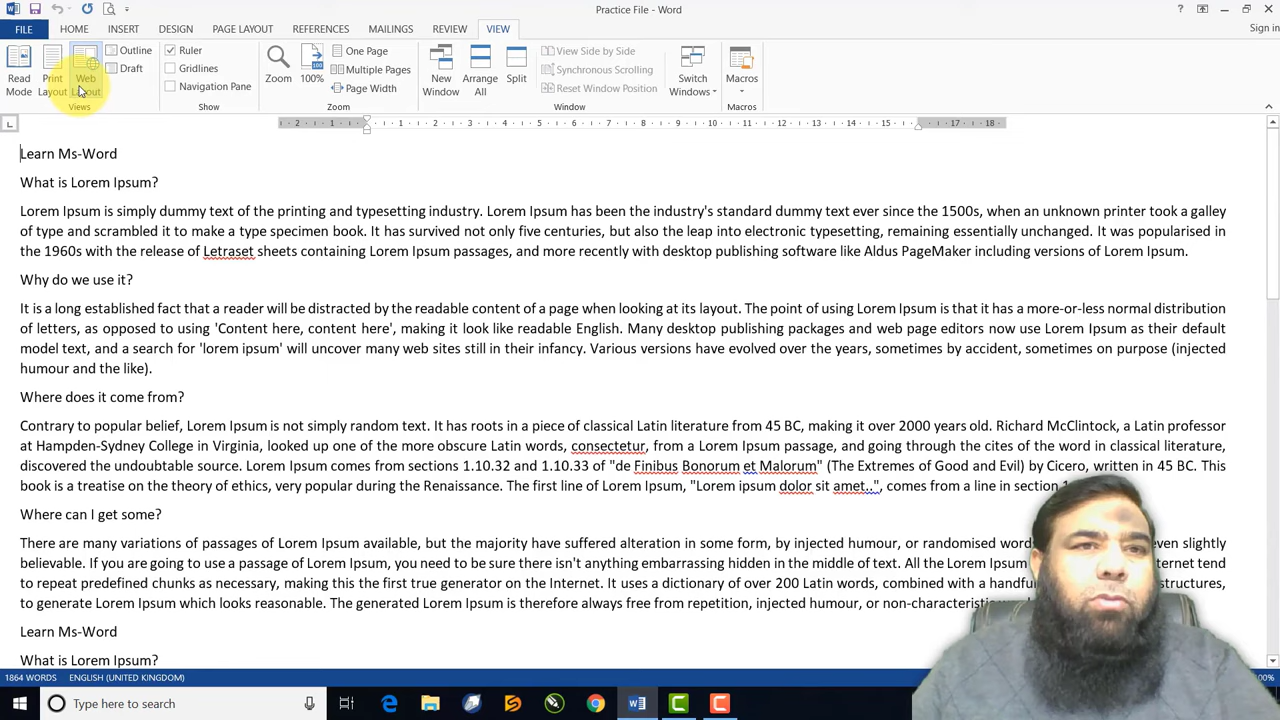 Practice File - Word
FILE HOME INSERT DESIGN PAGE LAYOUT REFERENCES MAILINGS REVIEW VIEW Sign in
Read Mode
Print Layout
Web Layout
Outline
Draft
Views
Ruler
Gridlines
Navigation Pane
Show
Zoom
100%
One Page
Multiple Pages
Page Width
Zoom
New Window
Arrange All
Split
View Side by Side
Synchronous Scrolling
Reset Window Position
Window
Switch Windows
Macros
Macros
2 1 1 2 3 4 5 6 7 8 9 10 11 12 13 14 15 17 18
Learn Ms-Word
What is Lorem Ipsum?
Lorem Ipsum is simply dummy text of the printing and typesetting industry. Lorem Ipsum has been the industry's standard dummy text ever since the 1500s, when an unknown printer took a galley
of type and scrambled it to make a type specimen book. It has survived not only five centuries, but also the leap into electronic typesetting, remaining essentially unchanged. It was popularised in
the 1960s with the release of Letraset sheets containing Lorem Ipsum passages, and more recently with desktop publishing software like Aldus PageMaker including versions of Lorem Ipsum.
Why do we use it?
It is a long established fact that a reader will be distracted by the readable content of a page when looking at its layout. The point of using Lorem Ipsum is that it has a more-or-less normal distribution
of letters, as opposed to using 'Content here, content here', making it look like readable English. Many desktop publishing packages and web page editors now use Lorem Ipsum as their default
model text, and a search for 'lorem ipsum' will uncover many web sites still in their infancy. Various versions have evolved over the years, sometimes by accident, sometimes on purpose (injected
humour and the like).
Where does it come from?
Contrary to popular belief, Lorem Ipsum is not simply random text. It has roots in a piece of classical Latin literature from 45 BC, making it over 2000 years old. Richard McClintock, a Latin professor
at Hampden-Sydney College in Virginia, looked up one of the more obscure Latin words, consectetur, from a Lorem Ipsum passage, and going through the cites of the word in classical literature,
discovered the undoubtable source. Lorem Ipsum comes from sections 1.10.32 and 1.10.33 of "de Finibus Bonorum et Malorum" (The Extremes of Good and Evil) by Cicero, written in 45 BC. This
book is a treatise on the theory of ethics, very popular during the Renaissance. The first line of Lorem Ipsum, "Lorem ipsum dolor sit amet..", comes from a line in section
Where can I get some?
There are many variations of passages of Lorem Ipsum available, but the majority have suffered alteration in some form, by injected humour, or randomised even slightly
believable. If you are going to use a passage of Lorem Ipsum, you need to be sure there isn't anything embarrassing hidden in the middle of text. All the Lorem Ipsum tend
to repeat predefined chunks as necessary, making this the first true generator on the Internet. It uses a dictionary of over 200 Latin words, combined with a structures,
to generate Lorem Ipsum which looks reasonable. The generated Lorem Ipsum is therefore always free from repetition, injected humour, or
Learn Ms-Word
What is Lorem Ipsum?
1864 WORDS ENGLISH (UNITED KINGDOM)
Type here to search